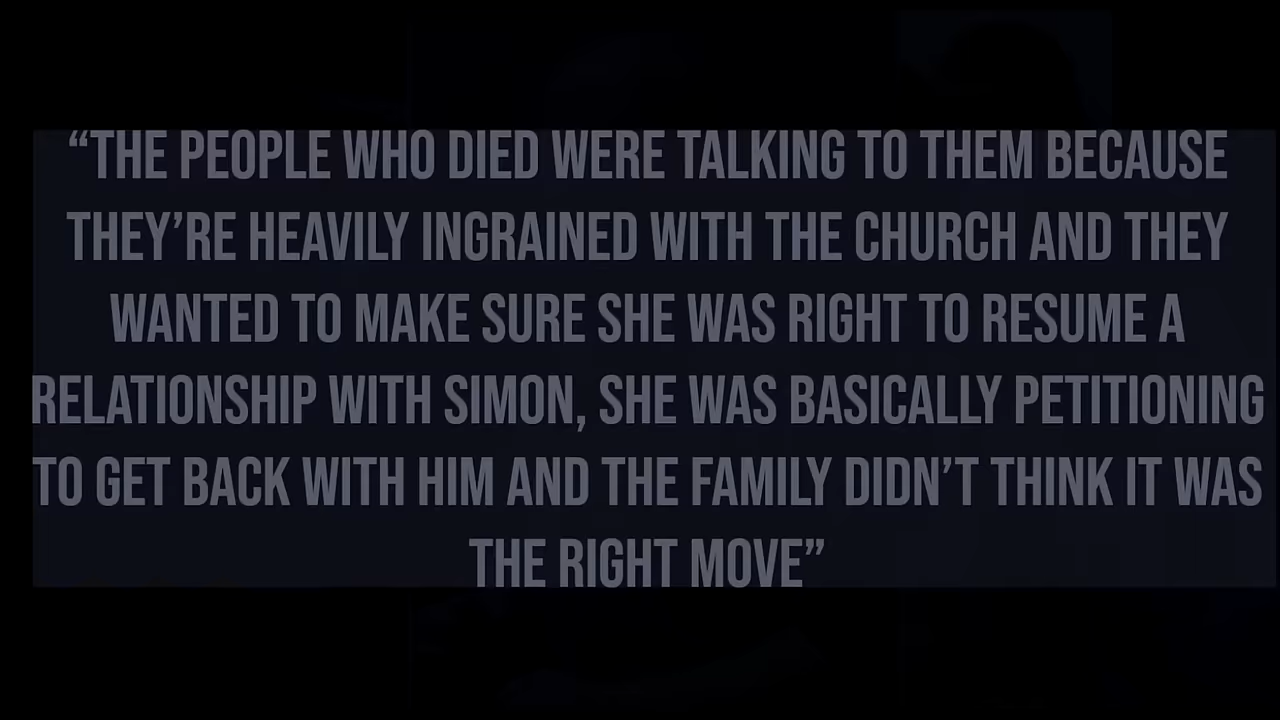 “THE PEOPLE WHO DIED WERE TALKING TO THEM BECAUSE
THEY’RE HEAVILY INGRAINED WITH THE CHURCH AND THEY
WANTED TO MAKE SURE SHE WAS RIGHT TO RESUME A
RELATIONSHIP WITH SIMON, SHE WAS BASICALLY PETITIONING
TO GET BACK WITH HIM AND THE FAMILY DIDN’T THINK IT WAS
THE RIGHT MOVE”